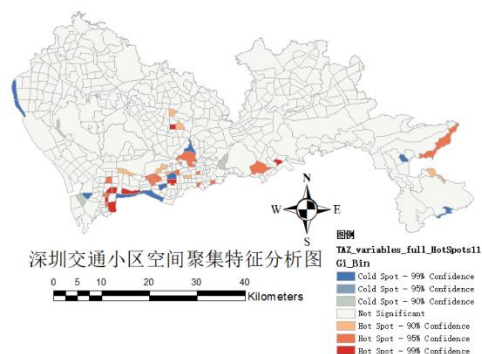 N
W
E
S
深圳交通小区空间聚集特征分析图
0 5 10 20 30 40
Kilometers
图例
TAZ_variables_full_HotSpots11
Gi_Bin
Cold Spot - 99% Confidence
Cold Spot - 95% Confidence
Cold Spot - 90% Confidence
Not Significant
Hot Spot - 90% Confidence
Hot Spot - 95% Confidence
Hot Spot - 99% Confidence